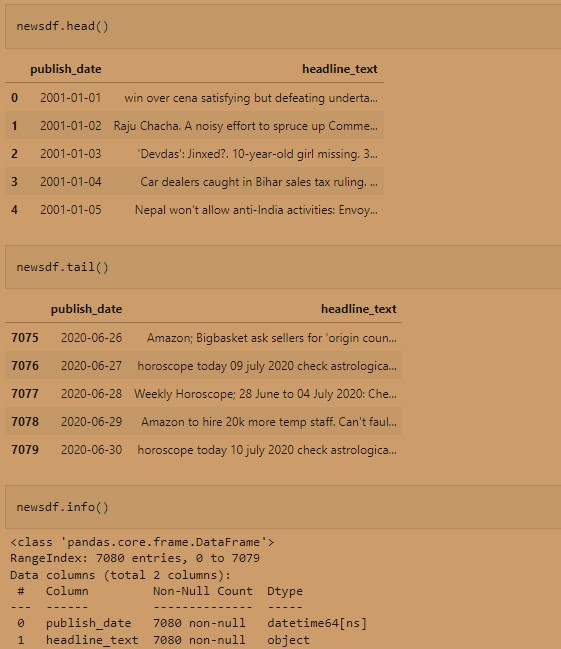 newsdf.head()
publish_date headline_text
0 2001-01-01 win over cena satisfying but defeating underta...
1 2001-01-02 Raju Chacha. A noisy effort to spruce up Comme...
2 2001-01-03 'Devdas': Jinxed?. 10-year-old girl missing. 3...
3 2001-01-04 Car dealers caught in Bihar sales tax ruling. ...
4 2001-01-05 Nepal won't allow anti-India activities: Envoy...
newsdf.tail()
publish_date headline_text
7075 2020-06-26 Amazon; Bigbasket ask sellers for 'origin coun...
7076 2020-06-27 horoscope today 09 july 2020 check astrologica...
7077 2020-06-28 Weekly Horoscope; 28 June to 04 July 2020: Che...
7078 2020-06-29 Amazon to hire 20k more temp staff. Can't faul...
7079 2020-06-30 horoscope today 10 july 2020 check astrologica...
newsdf.info()
<class 'pandas.core.frame.DataFrame'>
RangeIndex: 7080 entries, 0 to 7079
Data columns (total 2 columns):
# Column Non-Null Count Dtype
--- ------ -------------- -----
0 publish_date 7080 non-null datetime64[ns]
1 headline_text 7080 non-null object